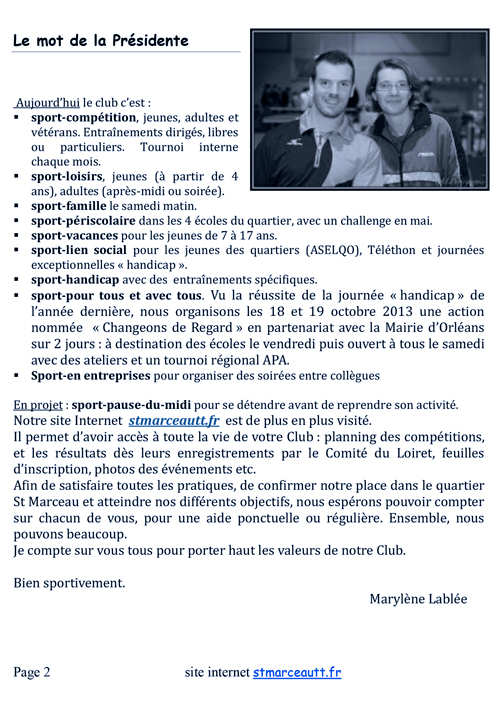 Le mot de la Présidente
Aujourd'hui le club c'est :
▪ sport-compétition, jeunes, adultes et
vétérans. Entraînements dirigés, libres
ou particuliers. Tournoi interne
chaque mois.
▪ sport-loisirs, jeunes (à partir de 4
ans), adultes (après-midi ou soirée).
▪ sport-famille le samedi matin.
▪ sport-périscolaire dans les 4 écoles du quartier, avec un challenge en mai.
▪ sport-vacances pour les jeunes de 7 à 17 ans.
▪ sport-lien social pour les jeunes des quartiers (ASELQO), Téléthon et journées
exceptionnelles « handicap ».
▪ sport-handicap avec des entraînements spécifiques.
▪ sport-pour tous et avec tous. Vu la réussite de la journée « handicap » de
l'année dernière, nous organisons les 18 et 19 octobre 2013 une action
nommée « Changeons de Regard » en partenariat avec la Mairie d'Orléans
sur 2 jours : à destination des écoles le vendredi puis ouvert à tous le samedi
avec des ateliers et un tournoi régional APA.
▪ Sport-en entreprises pour organiser des soirées entre collègues
En projet : sport-pause-du-midi pour se détendre avant de reprendre son activité.
Notre site Internet stmarceautt.fr est de plus en plus visité.
Il permet d'avoir accès à toute la vie de votre Club : planning des compétitions,
et les résultats dès leurs enregistrements par le Comité du Loiret, feuilles
d'inscription, photos des événements etc.
Afin de satisfaire toutes les pratiques, de confirmer notre place dans le quartier
St Marceau et atteindre nos différents objectifs, nous espérons pouvoir compter
sur chacun de vous, pour une aide ponctuelle ou régulière. Ensemble, nous
pouvons beaucoup.
Je compte sur vous tous pour porter haut les valeurs de notre Club.
Bien sportivement.
Marylène Lablée
Page 2 site internet stmarceautt.fr